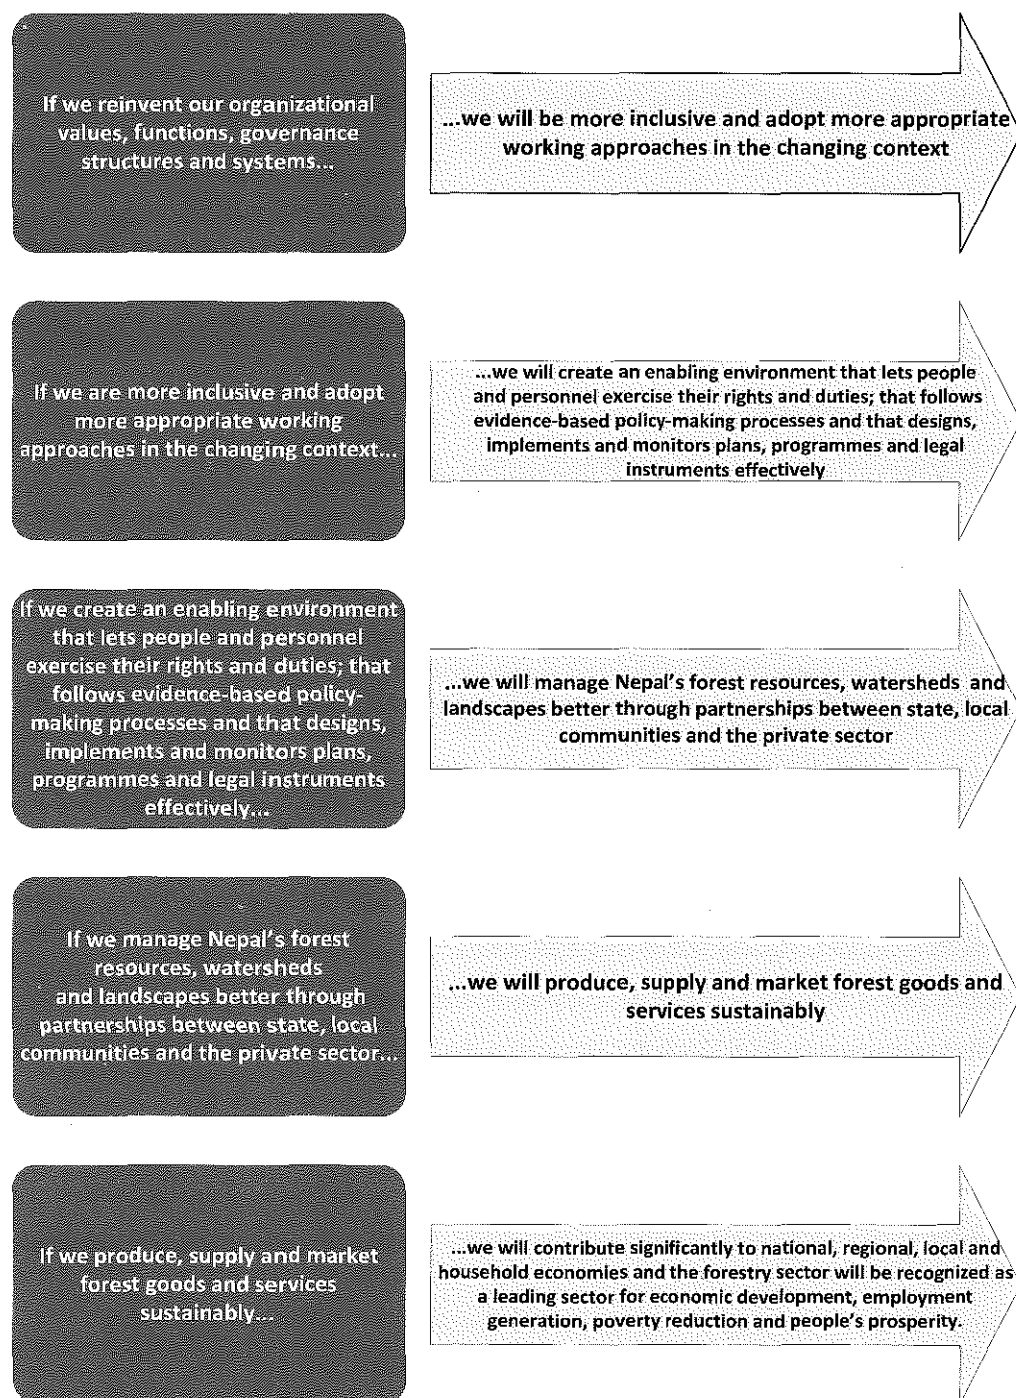 If we reinvent our organizational
values, functions, governance
structures and systems...
...we will be more inclusive and adopt more appropriate
working approaches in the changing context
If we are more inclusive and adopt
more appropriate working
approaches in the changing context...
...we will create an enabling environment that lets people
and personnel exercise their rights and duties; that follows
evidence-based policy-making processes and that designs,
implements and monitors plans, programmes and legal
instruments effectively
If we create an enabling environment
that lets people and personnel
exercise their rights and duties; that
follows evidence-based policy-
making processes and that designs,
implements and monitors plans,
programmes and legal instruments
effectively...
...we will manage Nepal's forest resources, watersheds and
landscapes better through partnerships between state, local
communities and the private sector
If we manage Nepal's forest
resources, watersheds
and landscapes better through
partnerships between state, local
communities and the private sector...
...we will produce, supply and market forest goods and
services sustainably
If we produce, supply and market
forest goods and services
sustainably...
...we will contribute significantly to national, regional, local and
household economies and the forestry sector will be recognized as
a leading sector for economic development, employment
generation, poverty reduction and people's prosperity.